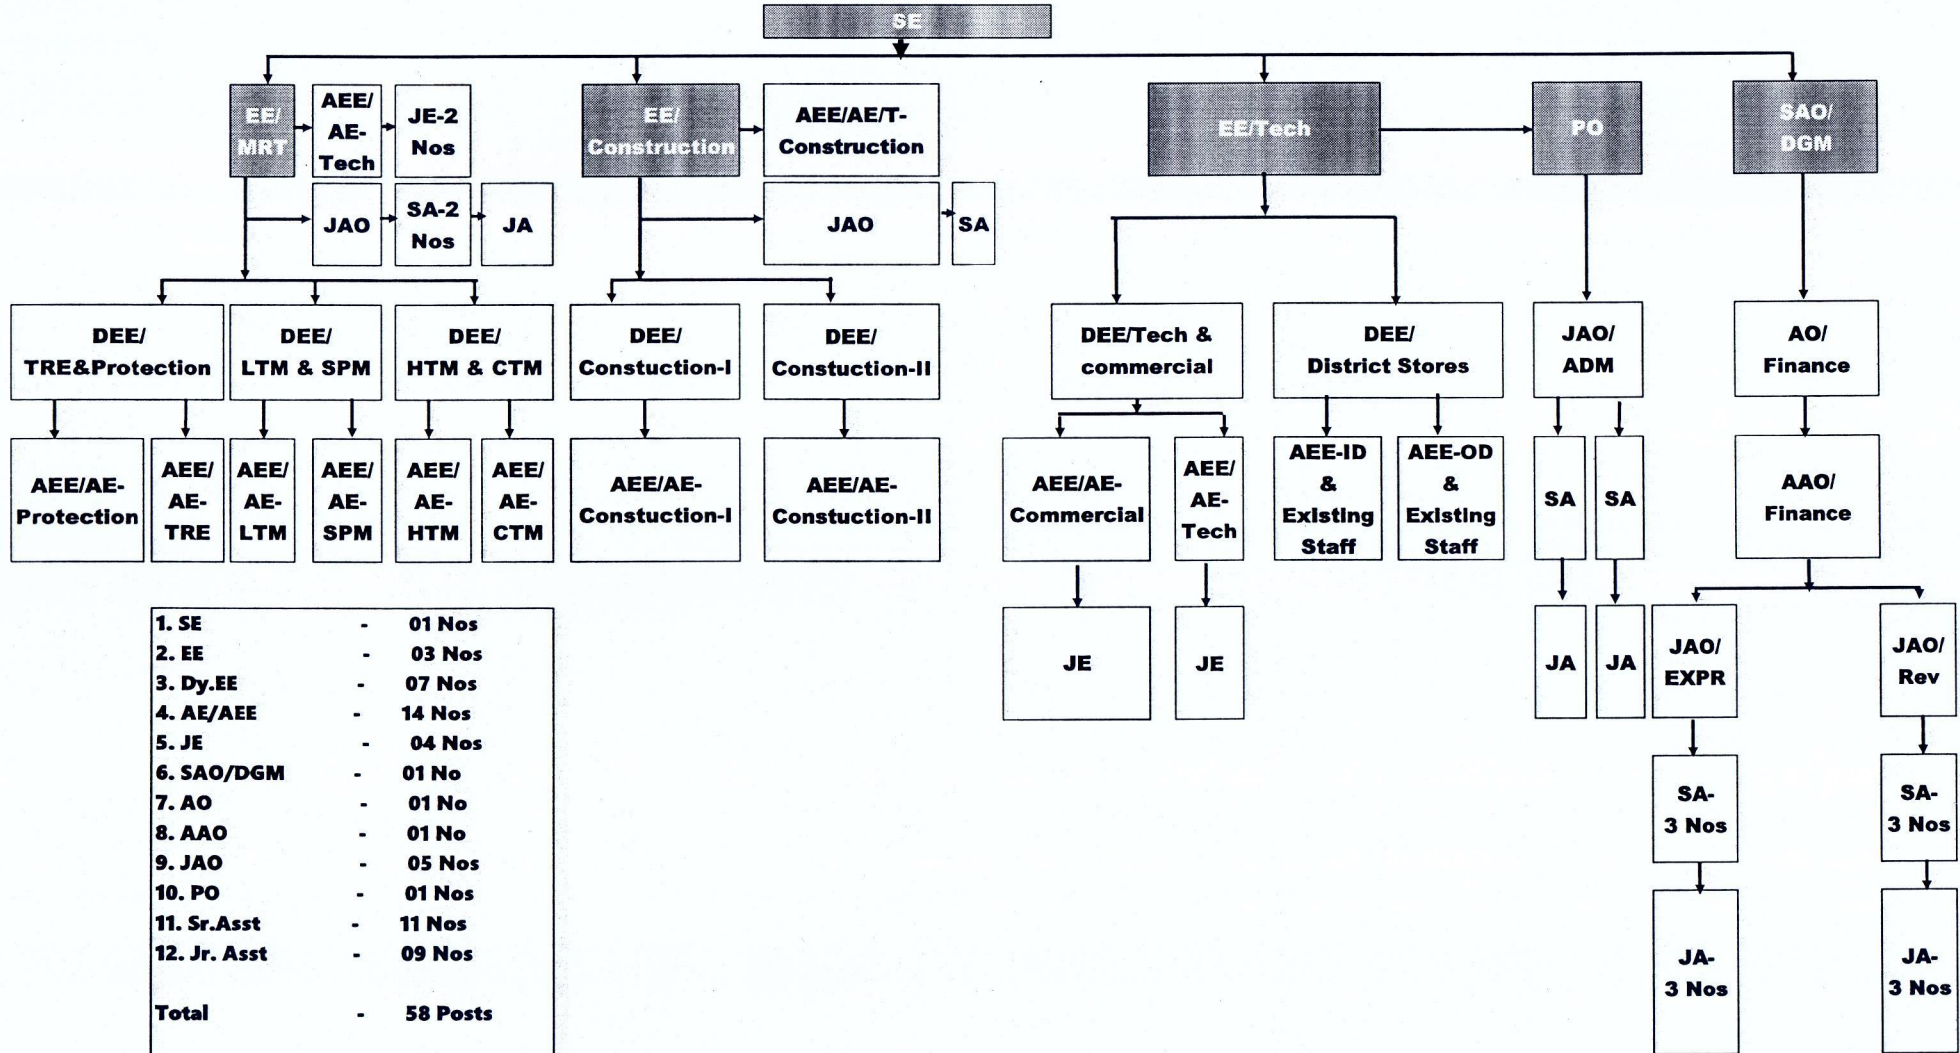 SE
EE/
MRT
AEE/
AE-
Tech
JE-2
Nos
EE/
Construction
AEE/AE/T-
Construction
EE/Tech
PO
SAO/
DGM
JAO
SA-2
Nos
JA
JAO
SA
DEE/
TRE&Protection
DEE/
LTM & SPM
DEE/
HTM & CTM
DEE/
Constuction-I
DEE/
Constuction-II
DEE/Tech &
commercial
DEE/
District Stores
JAO/
ADM
AO/
Finance
AEE/AE-
Protection
AEE/
AE-
TRE
AEE/
AE-
LTM
AEE/
AE-
SPM
AEE/
AE-
HTM
AEE/
AE-
CTM
AEE/AE-
Constuction-I
AEE/AE-
Constuction-II
AEE/AE-
Commercial
AEE/
AE-
Tech
AEE-ID
&
Existing
Staff
AEE-OD
&
Existing
Staff
SA
SA
AAO/
Finance
JE
JE
JA
JA
JAO/
EXPR
JAO/
Rev
SA-
3 Nos
SA-
3 Nos
JA-
3 Nos
JA-
3 Nos
1. SE - 01 Nos
2. EE - 03 Nos
3. Dy.EE - 07 Nos
4. AE/AEE - 14 Nos
5. JE - 04 Nos
6. SAO/DGM - 01 No
7. AO - 01 No
8. AAO - 01 No
9. JAO - 05 Nos
10. PO - 01 Nos
11. Sr.Asst - 11 Nos
12. Jr. Asst - 09 Nos
Total - 58 Posts